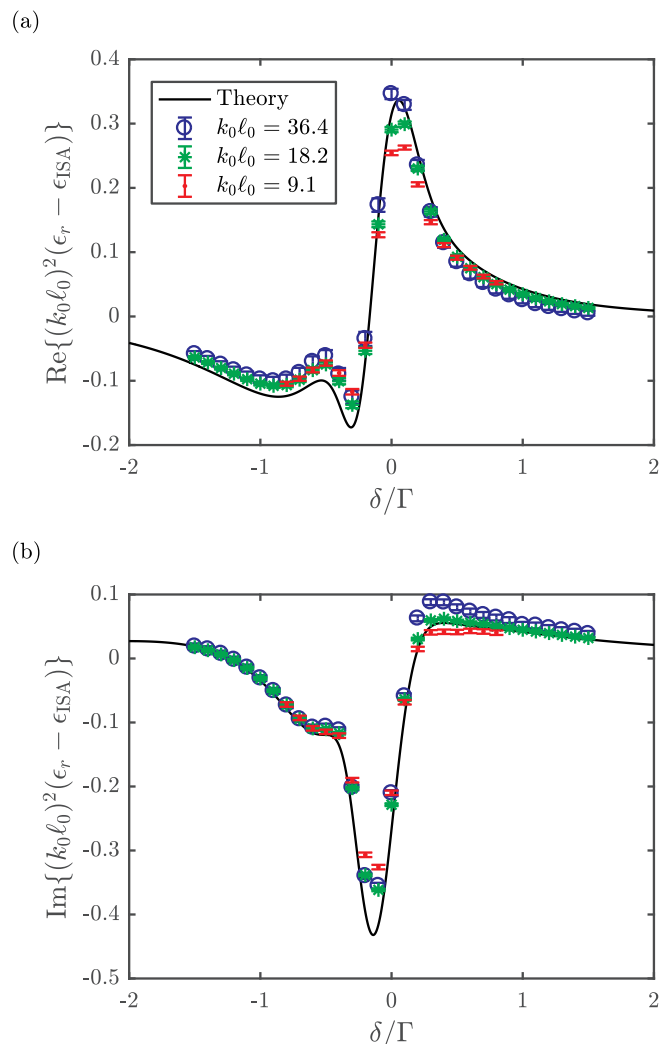 (a)
Re{(k₀ℓ₀)²(ϵᵣ − ϵ_ISA)}
0.4
0.3
0.2
0.1
0
-0.1
-0.2
Theory
k₀ℓ₀ = 36.4
k₀ℓ₀ = 18.2
k₀ℓ₀ = 9.1
-2
-1
0
1
2
δ/Γ
(b)
Im{(k₀ℓ₀)²(ϵᵣ − ϵ_ISA)}
0.1
0
-0.1
-0.2
-0.3
-0.4
-0.5
-2
-1
0
1
2
δ/Γ